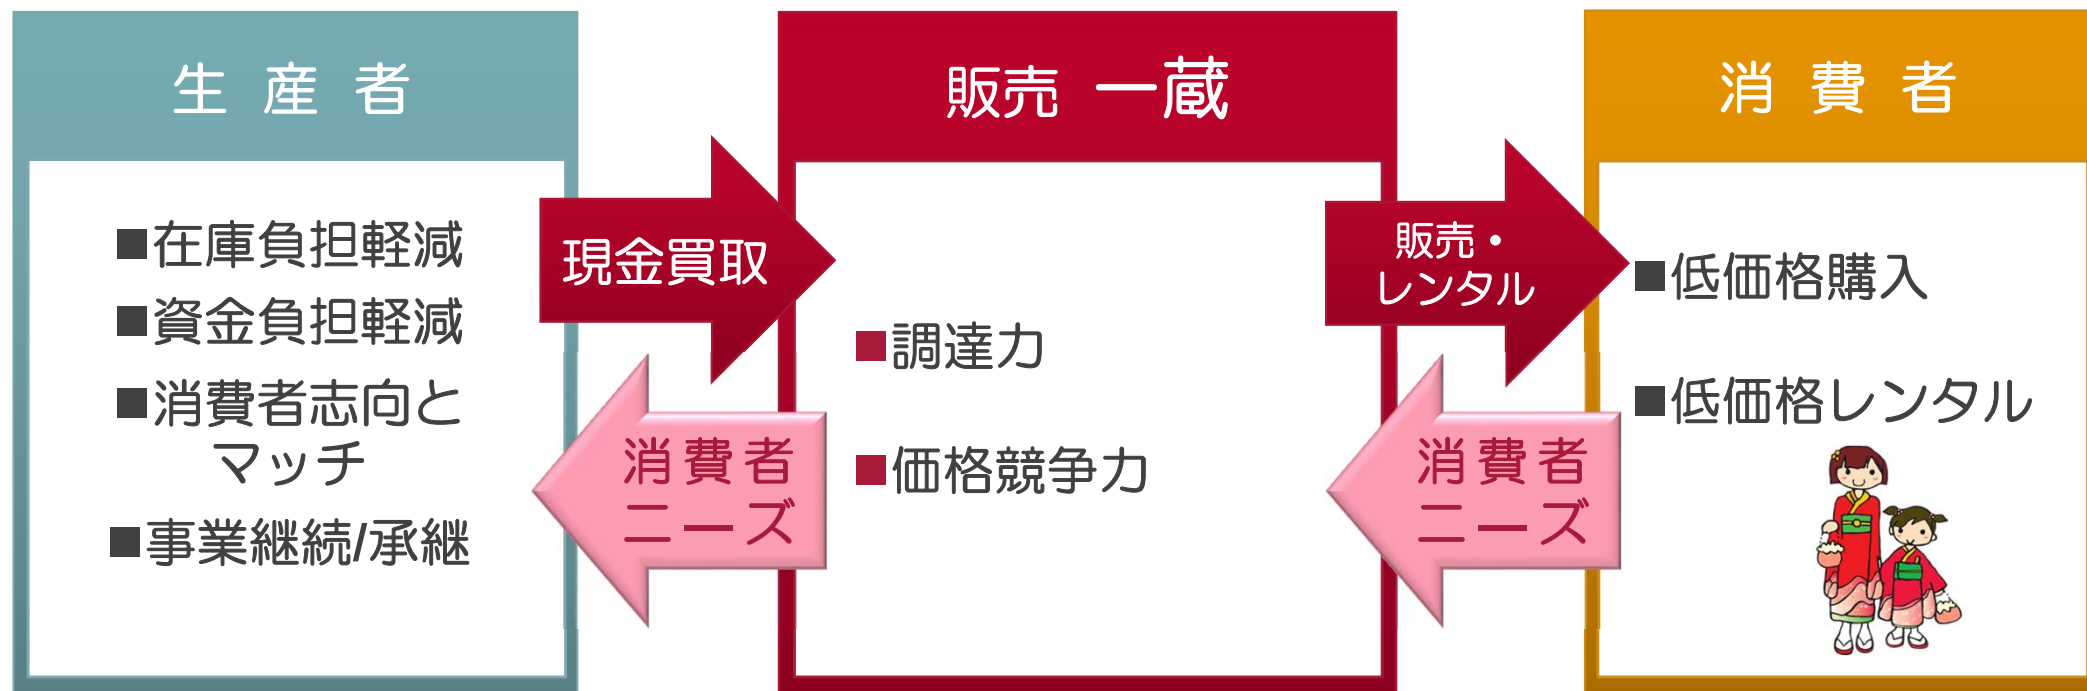 生産者
■在庫負担軽減
■資金負担軽減
■消費者志向と
マッチ
■事業継続/承継
現金買取
消費者
ニーズ
販売 一蔵
■調達力
■価格競争力
販売・
レンタル
消費者
ニーズ
消費者
■低価格購入
■低価格レンタル